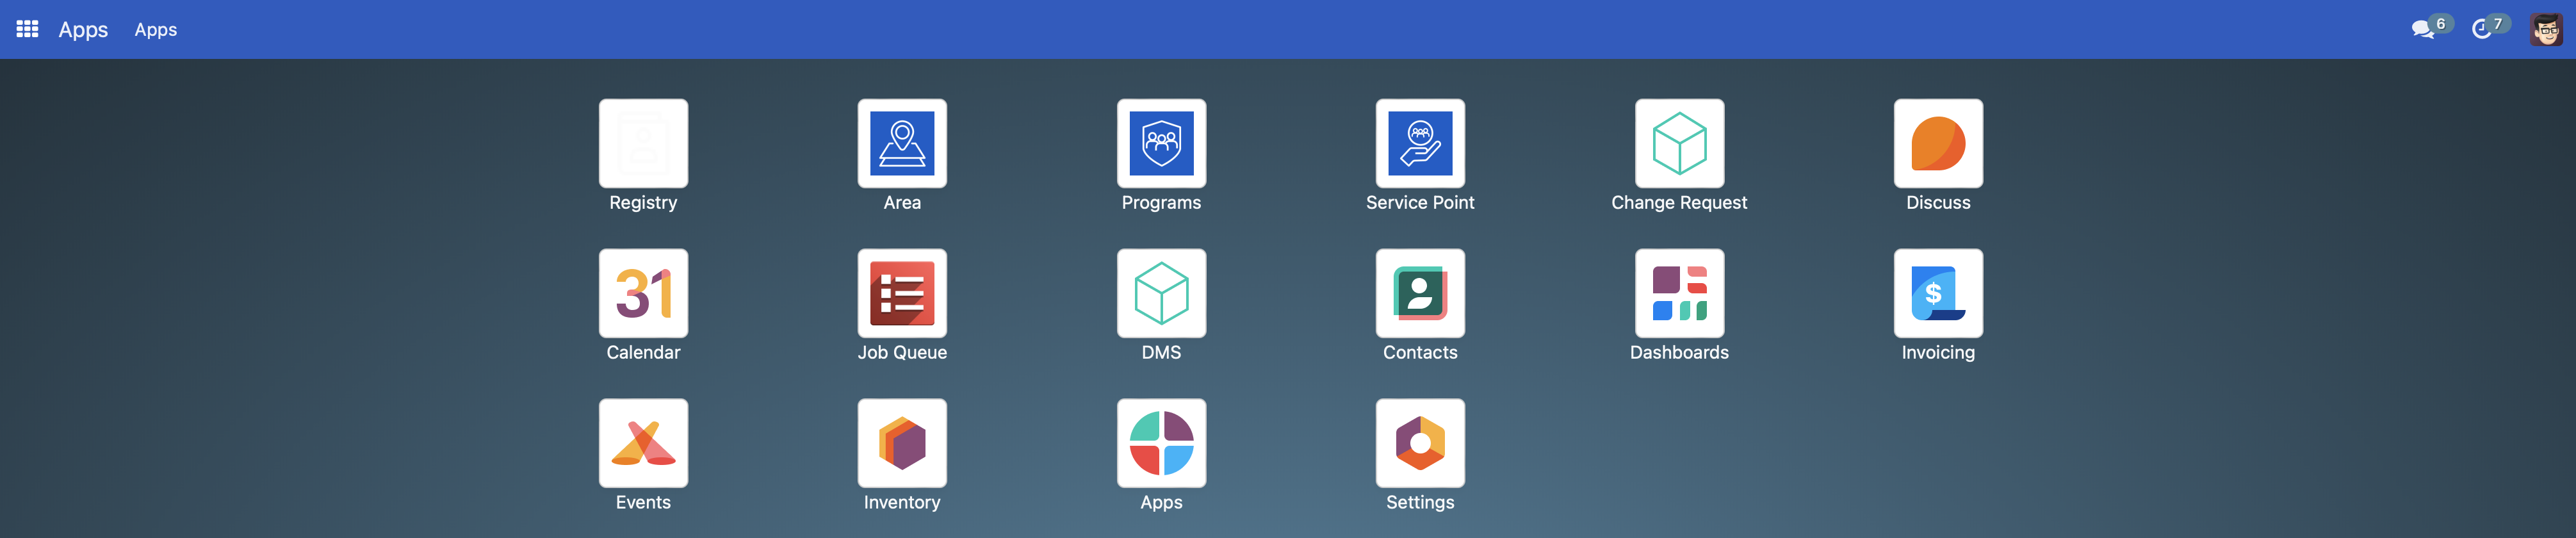 Apps Apps 6 7
Registry Area Programs Service Point Change Request Discuss
31
Calendar Job Queue DMS Contacts Dashboards Invoicing
$
Events Inventory Apps Settings